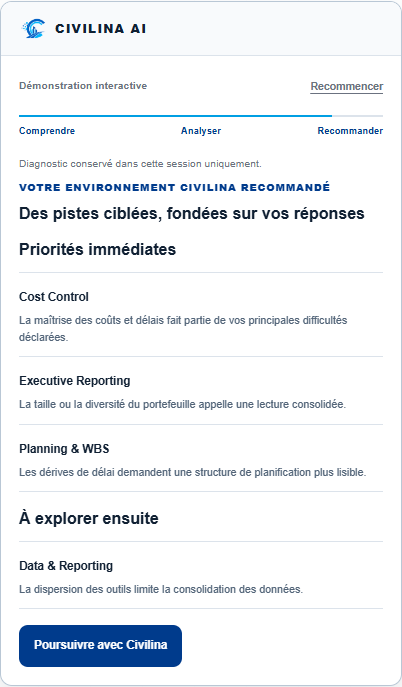 CIVILINA AI
Démonstration interactive
Recommencer
Comprendre
Analyser
Recommander
Diagnostic conservé dans cette session uniquement.
VOTRE ENVIRONNEMENT CIVILINA RECOMMANDÉ
Des pistes ciblées, fondées sur vos réponses
Priorités immédiates
Cost Control
La maîtrise des coûts et délais fait partie de vos principales difficultés
déclarées.
Executive Reporting
La taille ou la diversité du portefeuille appelle une lecture consolidée.
Planning & WBS
Les dérives de délai demandent une structure de planification plus lisible.
À explorer ensuite
Data & Reporting
La dispersion des outils limite la consolidation des données.
Poursuivre avec Civilina